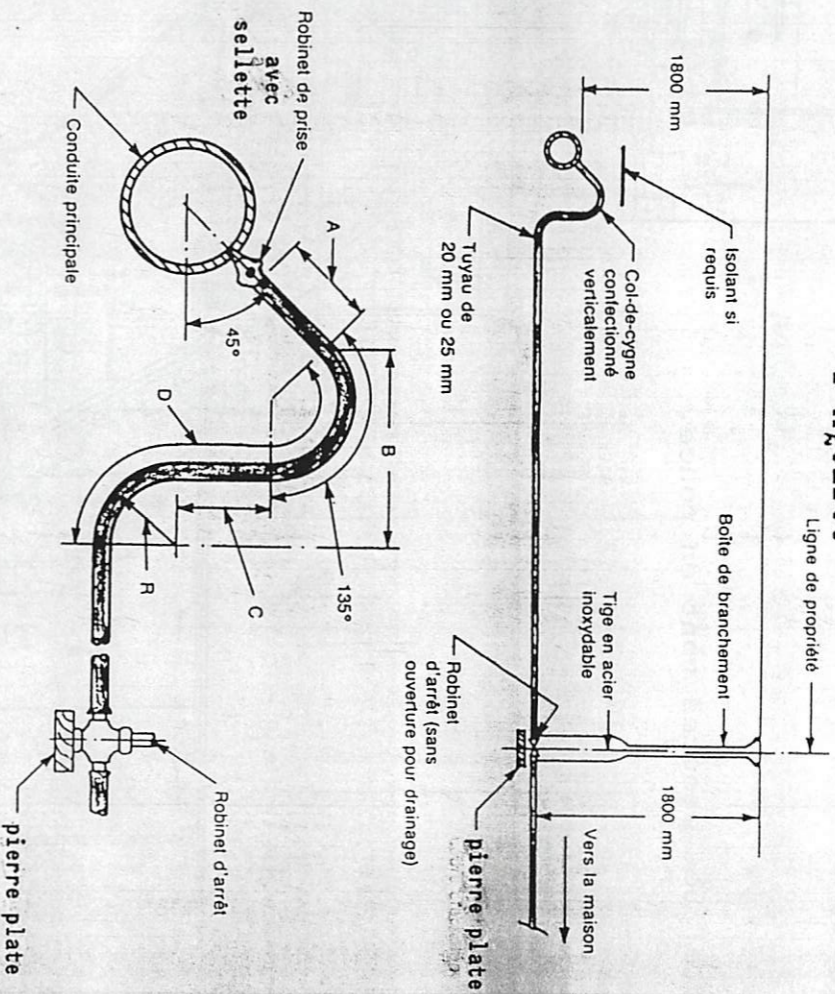 Ligne de propriété
1800 mm
Isolant si
requis
Col-de-cygne
confectionné
verticalement
Tuyau de
20 mm ou 25 mm
Boîte de branchement
Tige en acier
inoxydable
Robinet
d'arrêt (sans
ouverture pour drainage)
1800 mm
Vers la maison
pierre plate
Robinet de prise
avec
sellette
Conduite principale
A
45°
B
D
135°
C
R
Robinet d'arrêt
pierre plate